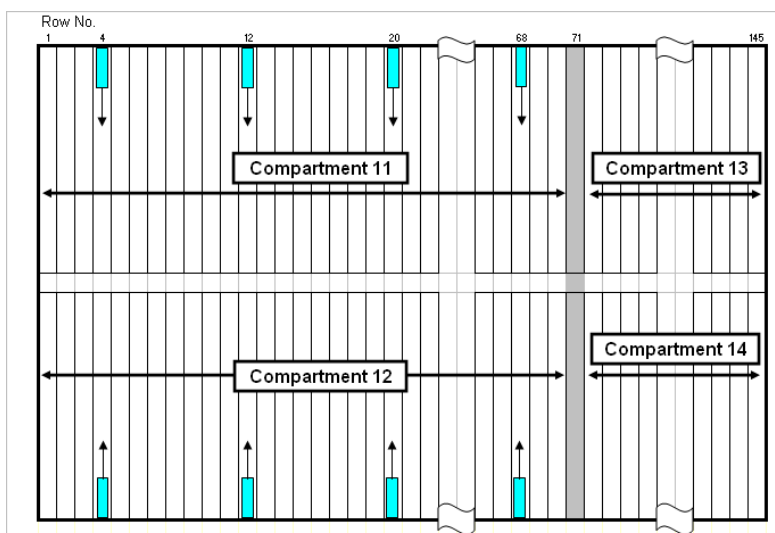 Row No.
1 4 12 20 68 71 145
Compartment 11
Compartment 13
Compartment 14
Compartment 12